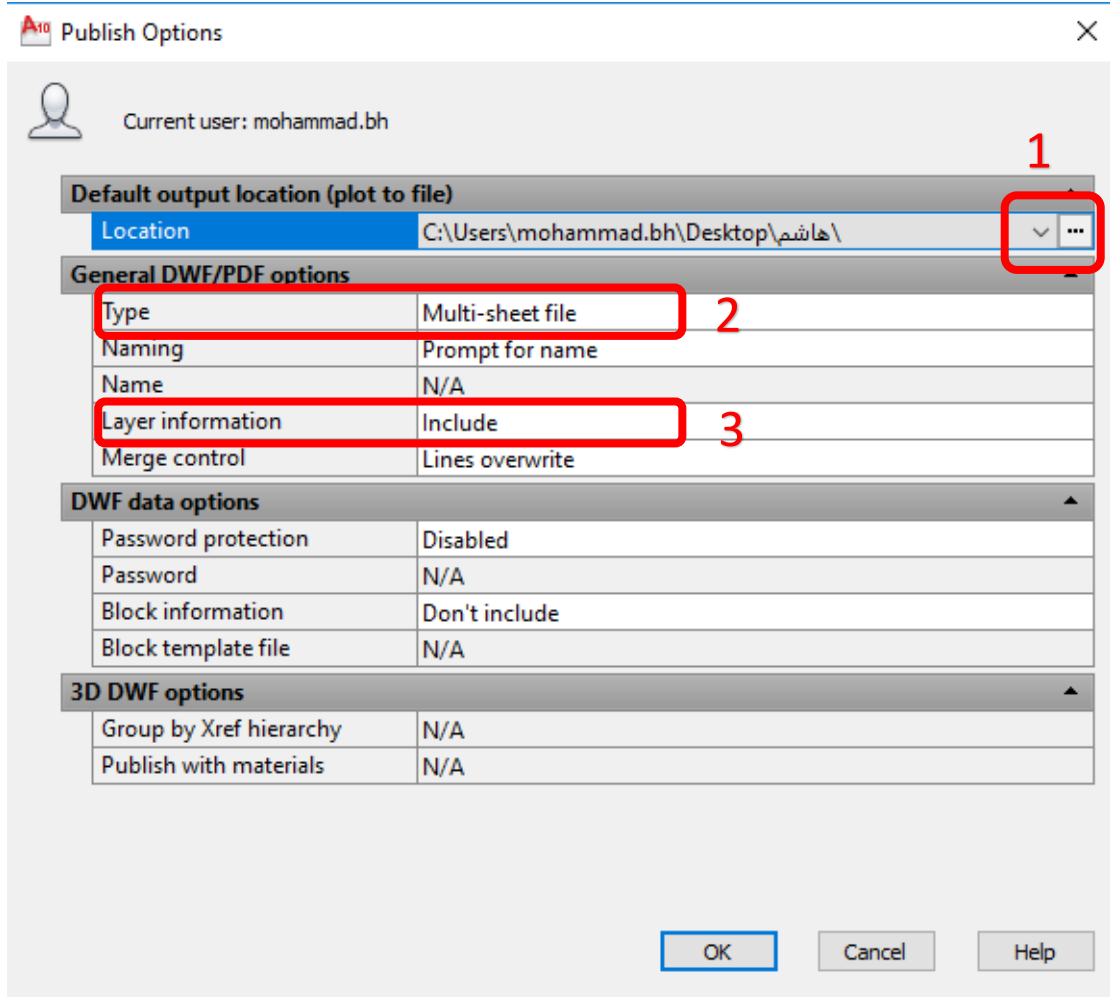 A10 Publish Options
Current user: mohammad.bh
1
Default output location (plot to file)
Location C:\Users\mohammad.bh\Desktop\هاشم\ ...
General DWF/PDF options
Type Multi-sheet file 2
Naming Prompt for name
Name N/A
Layer information Include 3
Merge control Lines overwrite
DWF data options
Password protection Disabled
Password N/A
Block information Don't include
Block template file N/A
3D DWF options
Group by Xref hierarchy N/A
Publish with materials N/A
OK Cancel Help